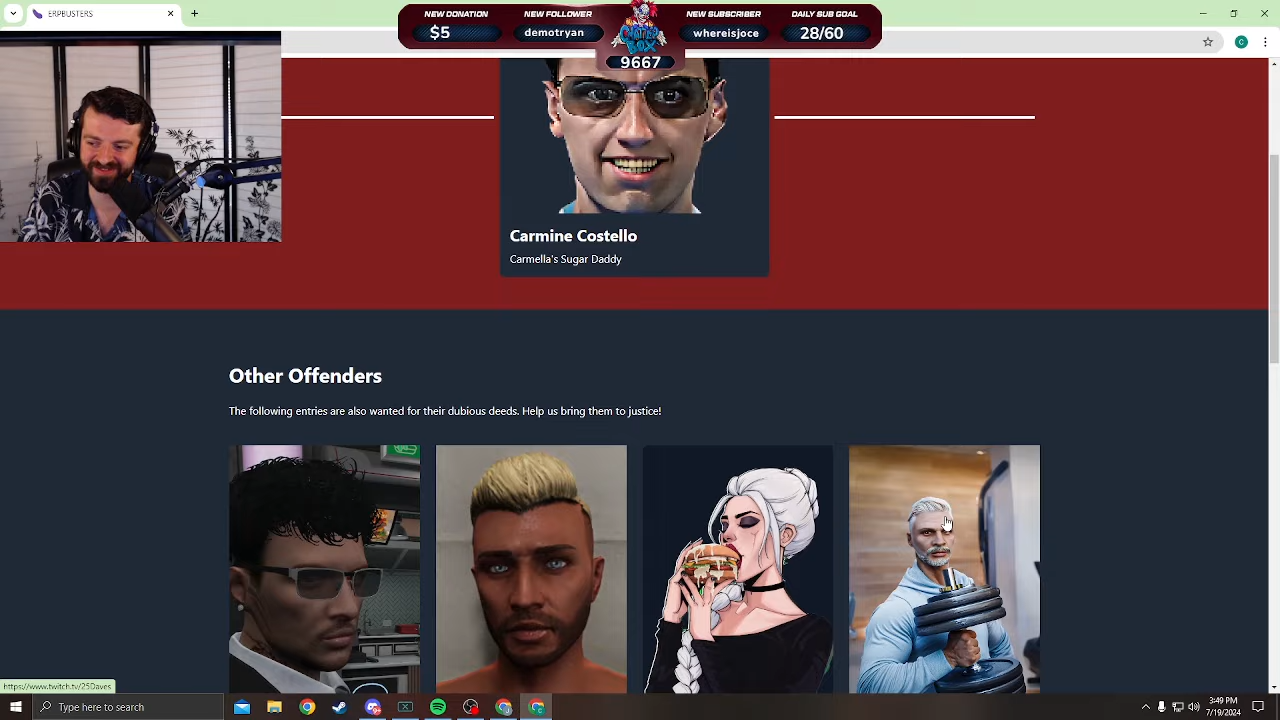 ERPBUSTERS
NEW DONATION
$5
NEW FOLLOWER
demotryan
CHATTER BOX
9667
NEW SUBSCRIBER
whereisjoce
DAILY SUB GOAL
28/60
C
Carmine Costello
Carmella's Sugar Daddy
Other Offenders
The following entries are also wanted for their dubious deeds. Help us bring them to justice!
https://www.twitch.tv/25Daves
Type here to search
3:49 PM
7/19/2024